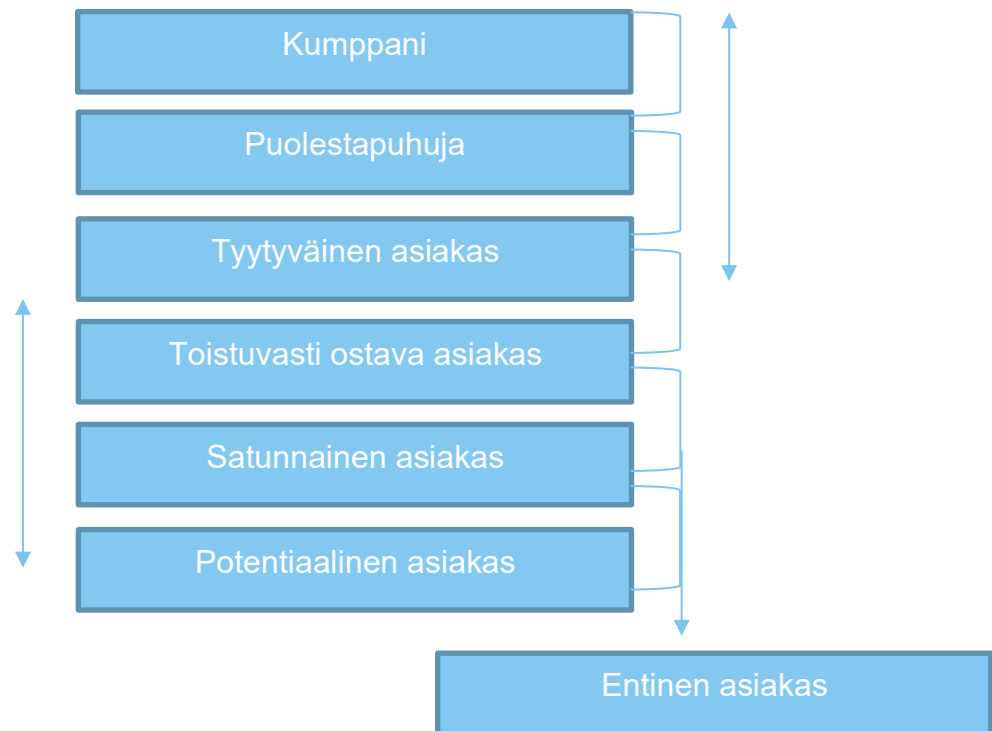 Kumppani
Puolestapuhuja
Tyytyväinen asiakas
Toistuvasti ostava asiakas
Satunnainen asiakas
Potentiaalinen asiakas
Entinen asiakas